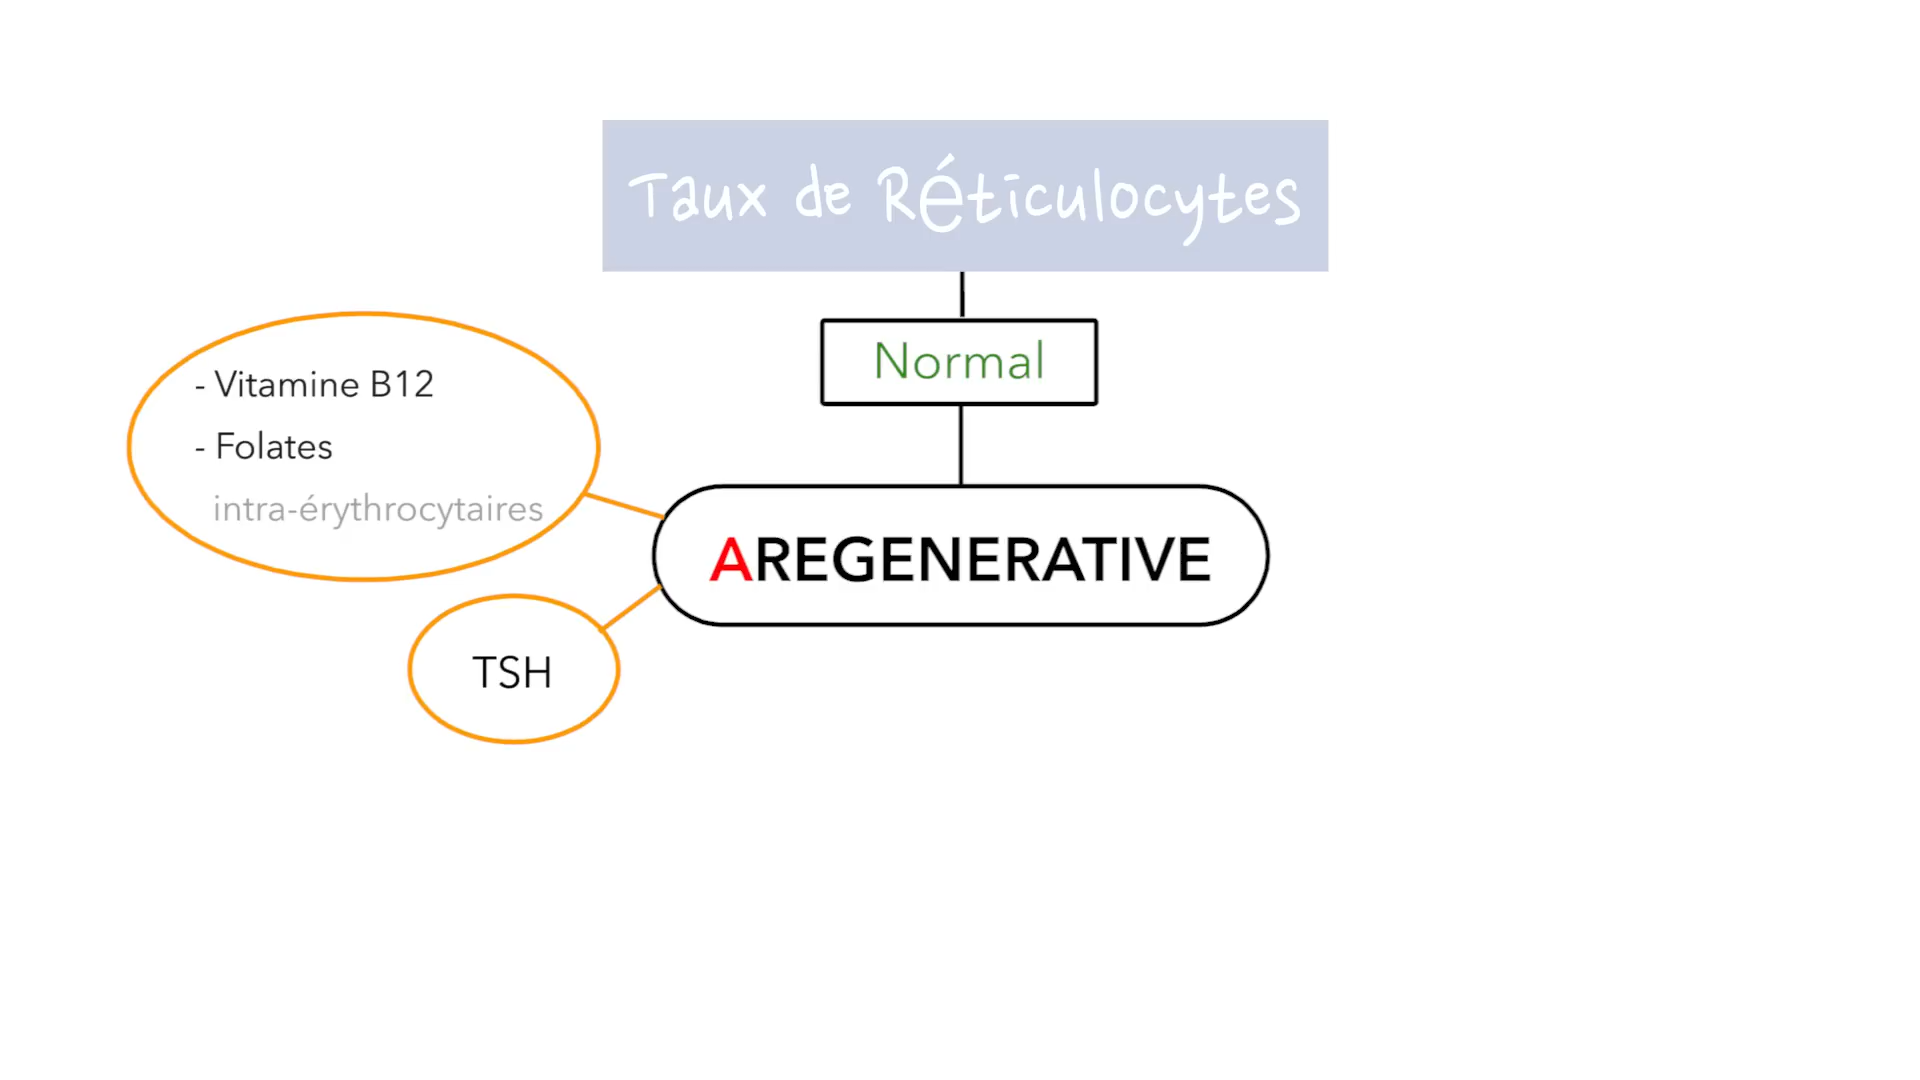 Taux de Réticulocytes
Normal
- Vitamine B12
- Folates
intra-érythrocytaires
AREGENERATIVE
TSH